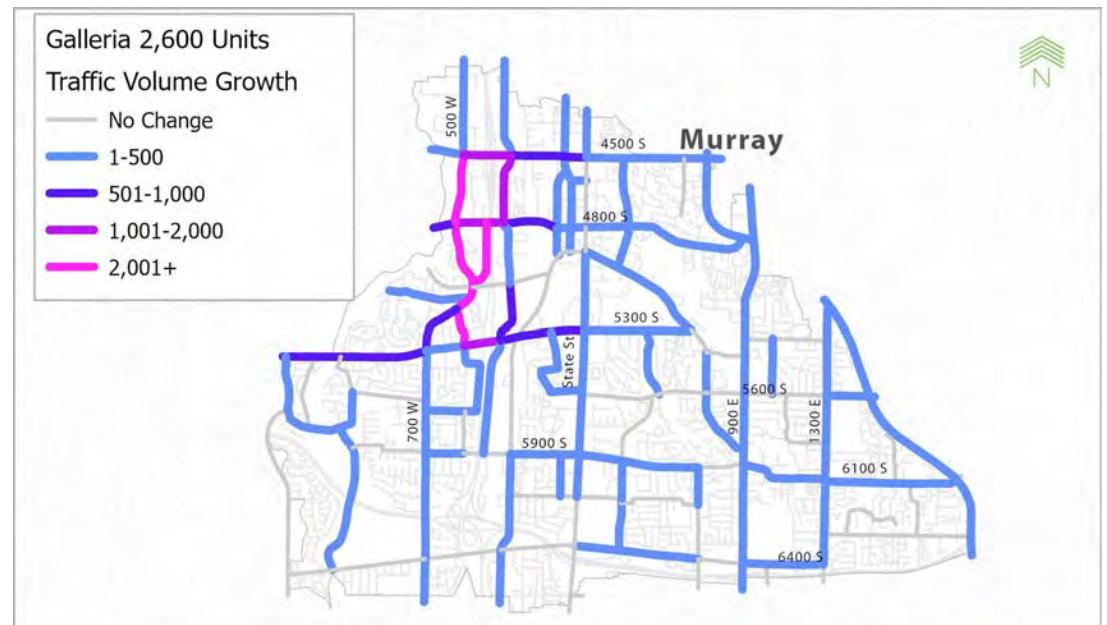 Galleria 2,600 Units
Traffic Volume Growth
No Change
1-500
501-1,000
1,001-2,000
2,001+
N
500 W
Murray
4500 S
4800 S
5300 S
State St
5600 S
700 W
900 E
1300 E
5900 S
6100 S
6400 S